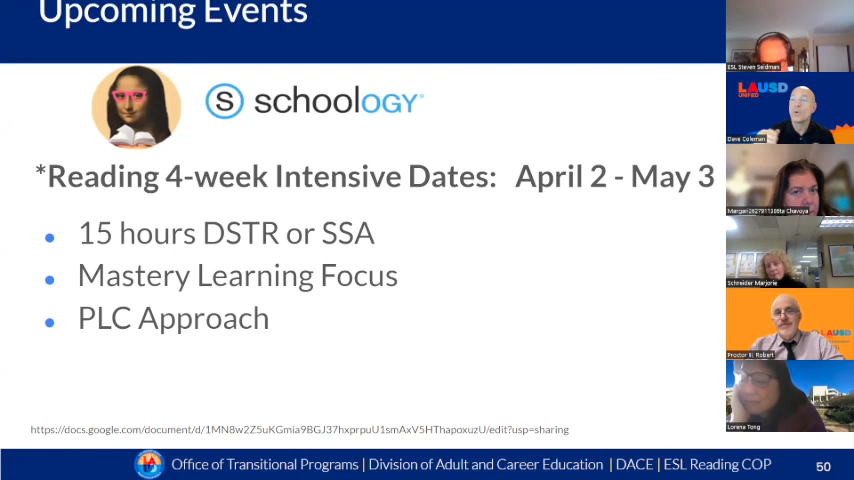 Upcoming Events
S schoology
*Reading 4-week Intensive Dates: April 2 - May 3
15 hours DSTR or SSA
Mastery Learning Focus
PLC Approach
https://docs.google.com/document/d/1MN8w2Z5uKGmia9BGJ37hxprpuU1smAxV5HThapoxuzU/edit?usp=sharing
Office of Transitional Programs | Division of Adult and Career Education | DACE | ESL Reading COP
50
ESL Steven Seidman
LAUSD
UNIFIED
Dave Coleman
Chavoya
Schneider Marjorie
LAUSD
Proctor III, Robert
Lorena Tong